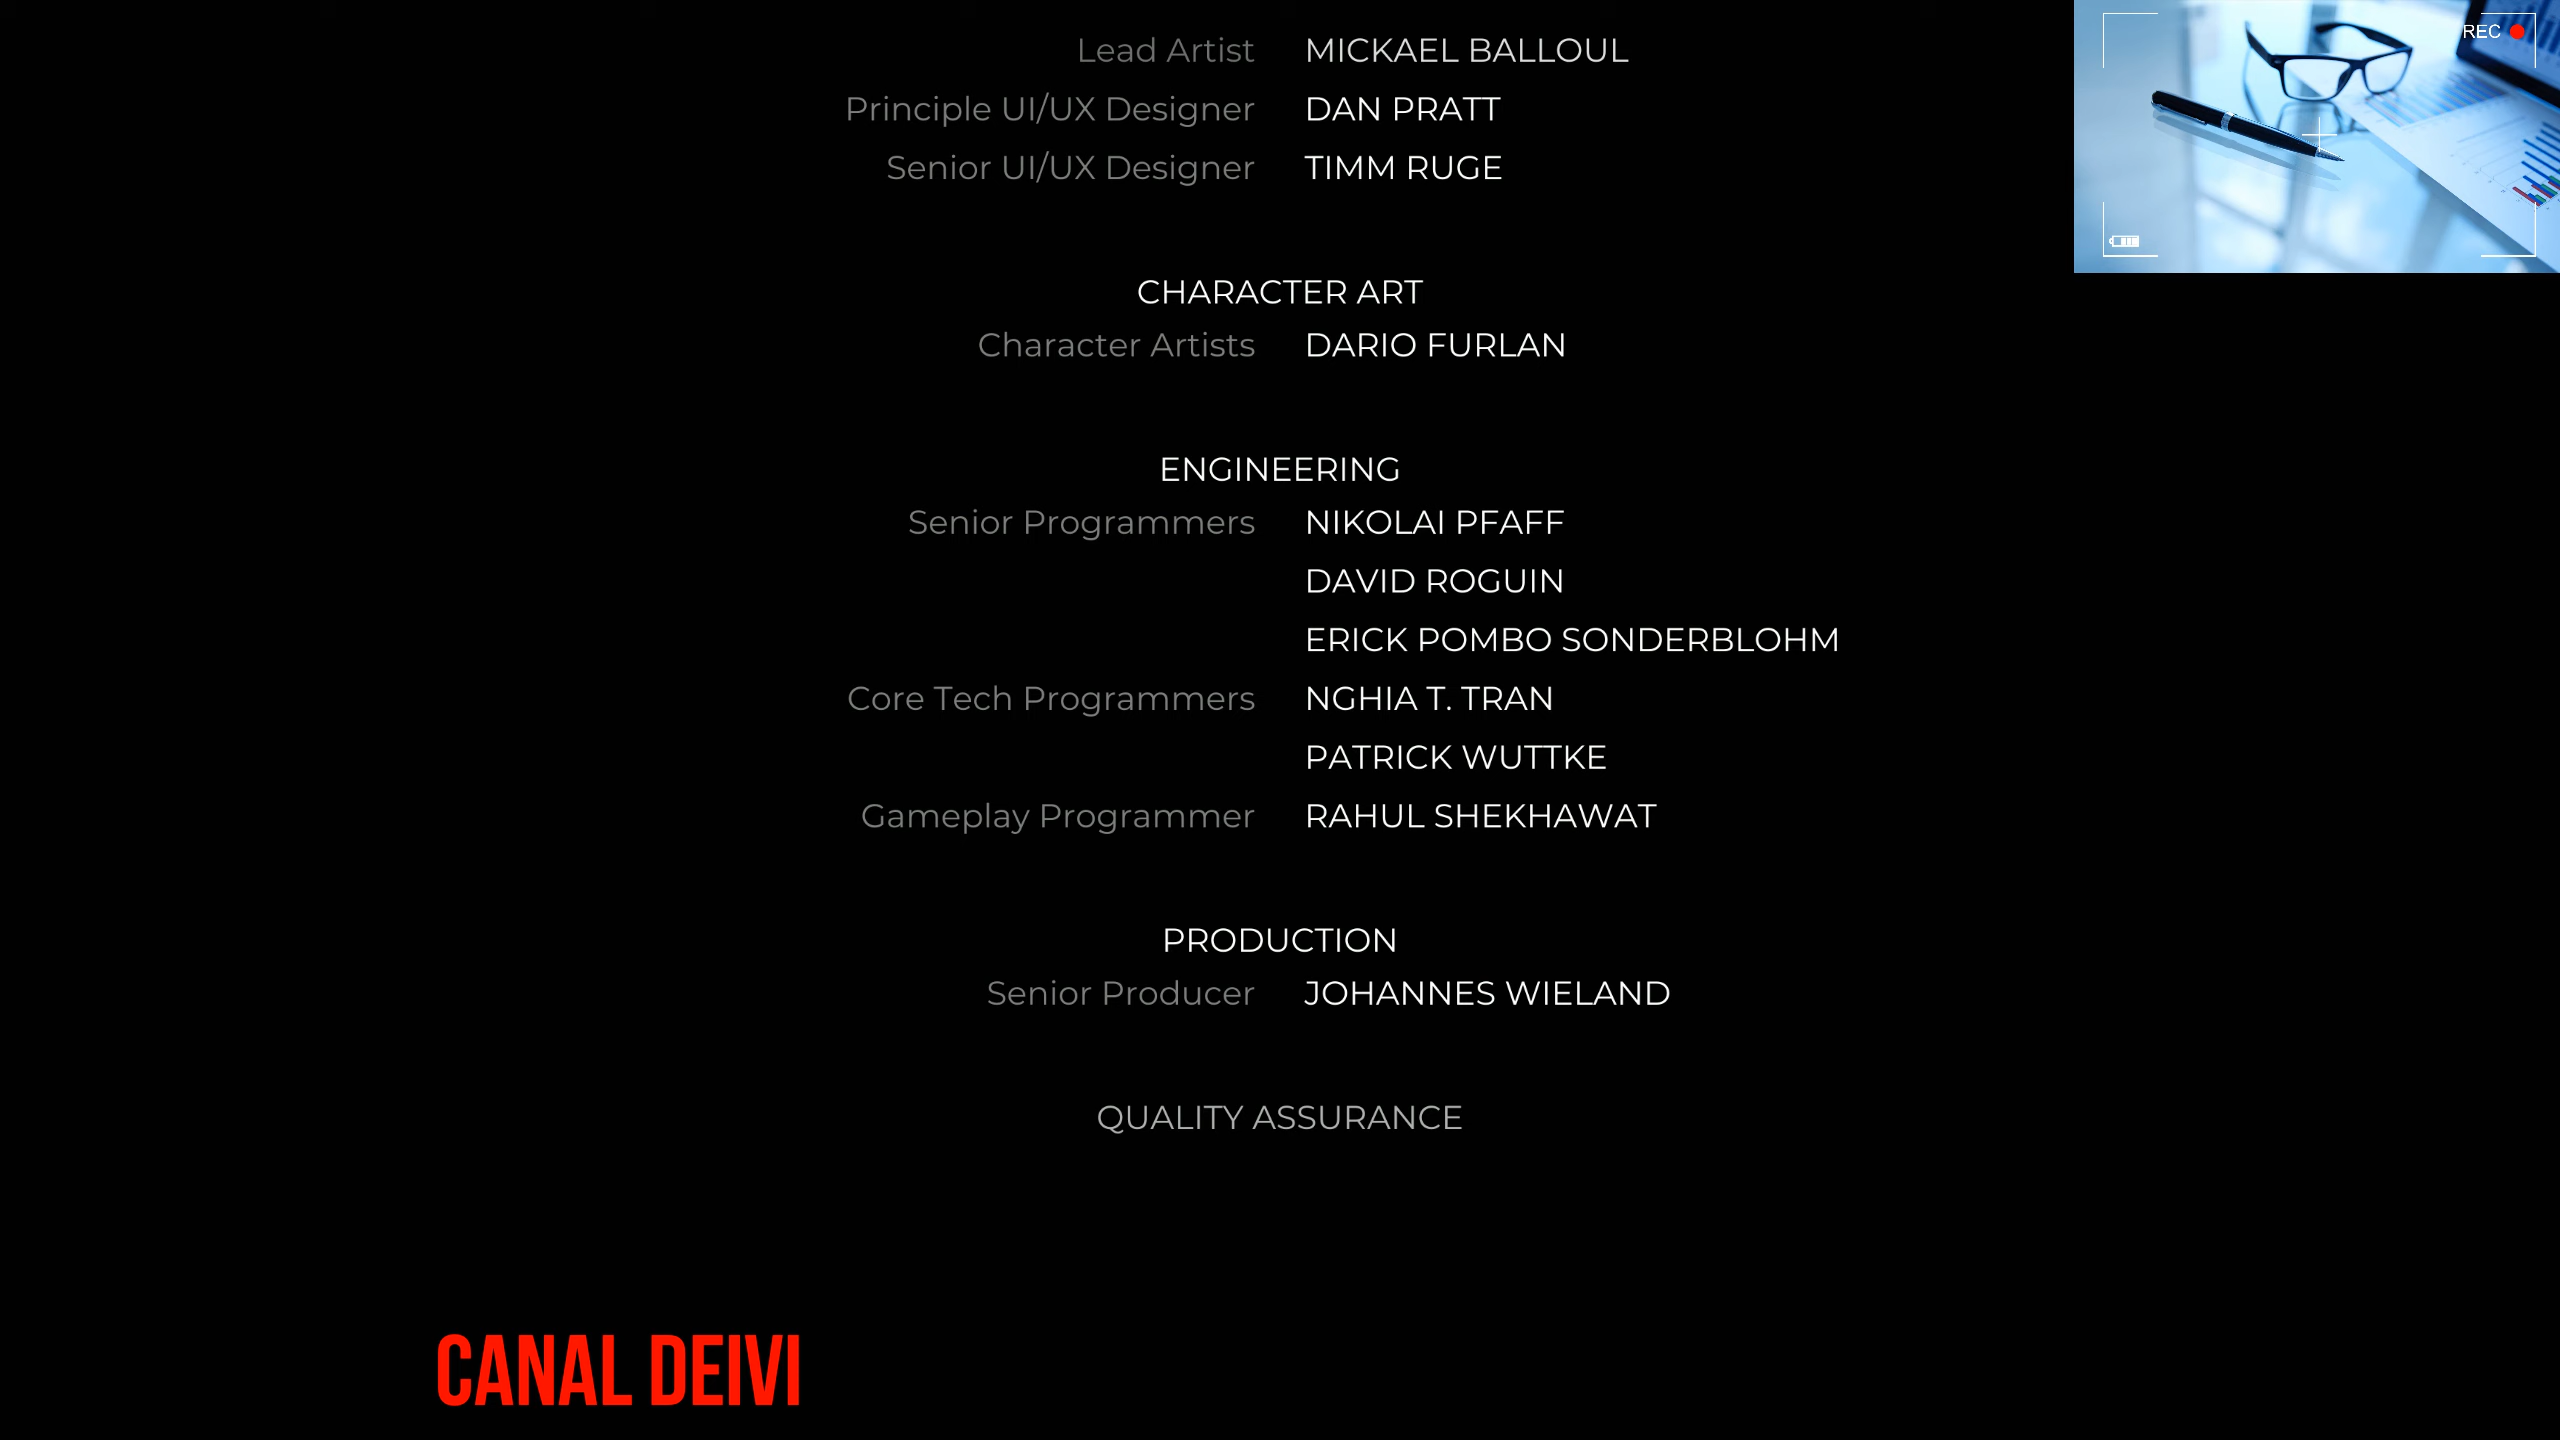 Lead Artist MICKAEL BALLOUL
REC
Principle UI/UX Designer DAN PRATT
Senior UI/UX Designer TIMM RUGE
CHARACTER ART
Character Artists DARIO FURLAN
ENGINEERING
Senior Programmers NIKOLAI PFAFF
DAVID ROGUIN
ERICK POMBO SONDERBLOHM
Core Tech Programmers NGHIA T. TRAN
PATRICK WUTTKE
Gameplay Programmer RAHUL SHEKHAWAT
PRODUCTION
Senior Producer JOHANNES WIELAND
QUALITY ASSURANCE
CANAL DEIVI